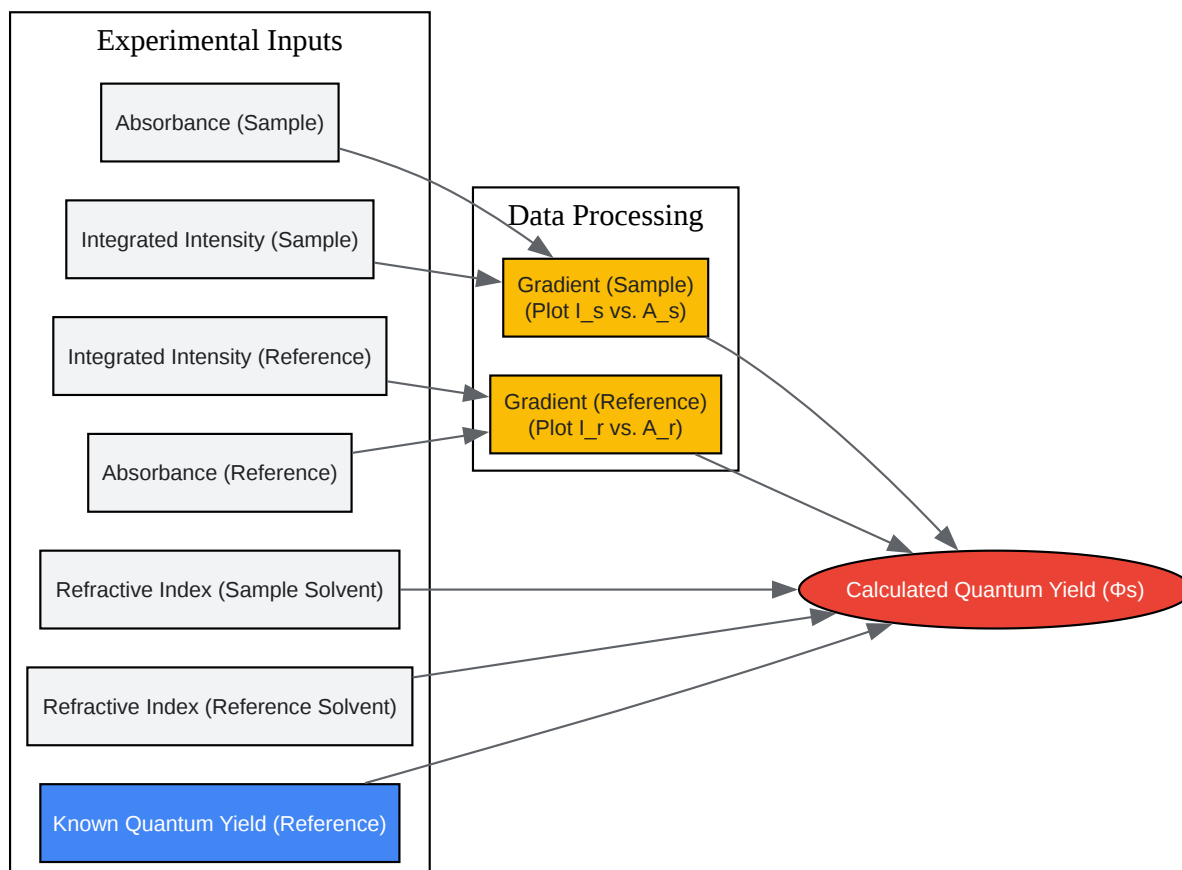 Experimental Inputs
Absorbance (Sample)
Integrated Intensity (Sample)
Integrated Intensity (Reference)
Absorbance (Reference)
Refractive Index (Sample Solvent)
Refractive Index (Reference Solvent)
Known Quantum Yield (Reference)
Data Processing
Gradient (Sample)
(Plot I_s vs. A_s)
Gradient (Reference)
(Plot I_r vs. A_r)
Calculated Quantum Yield (Φs)